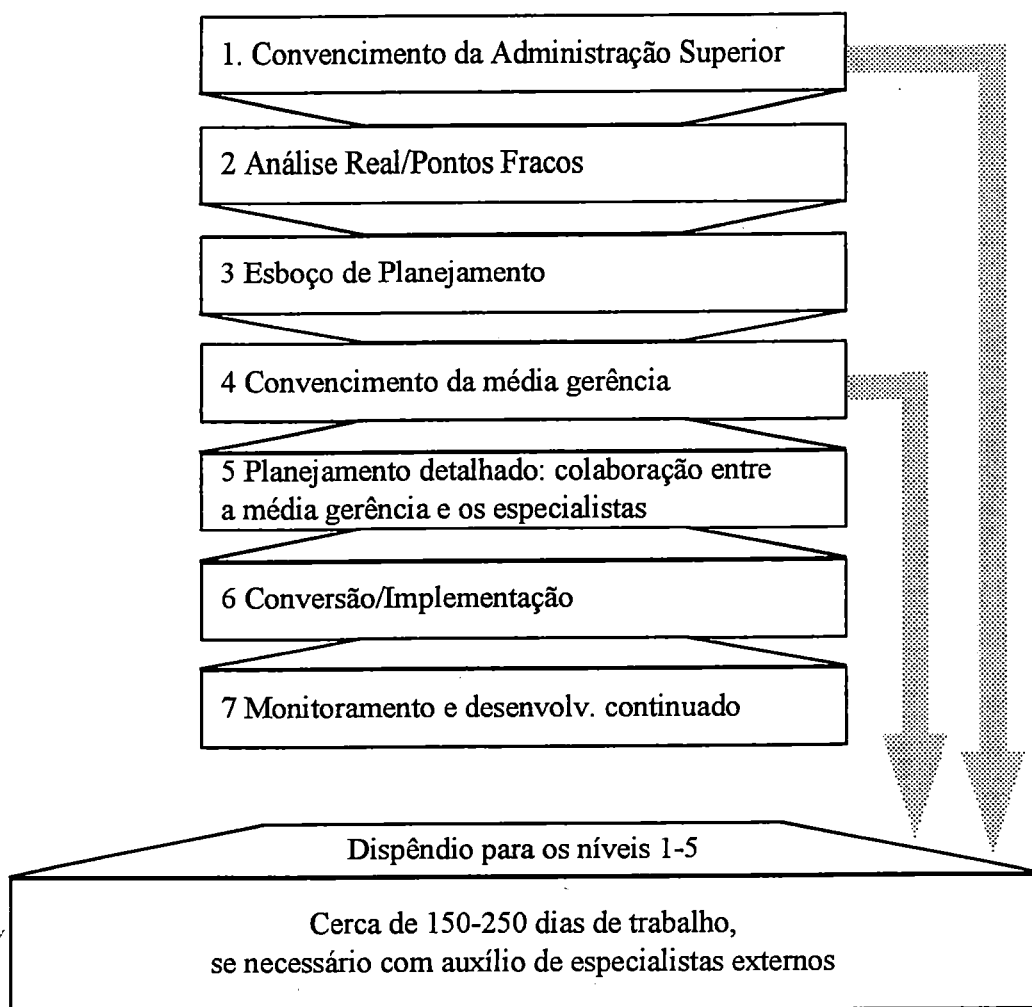 1. Convencimento da Administração Superior
2 Análise Real/Pontos Fracos
3 Esboço de Planejamento
4 Convencimento da média gerência
5 Planejamento detalhado: colaboração entre
a média gerência e os especialistas
6 Conversão/Implementação
7 Monitoramento e desenvolv. continuado
Dispêndio para os níveis 1-5
Cerca de 150-250 dias de trabalho,
se necessário com auxílio de especialistas externos